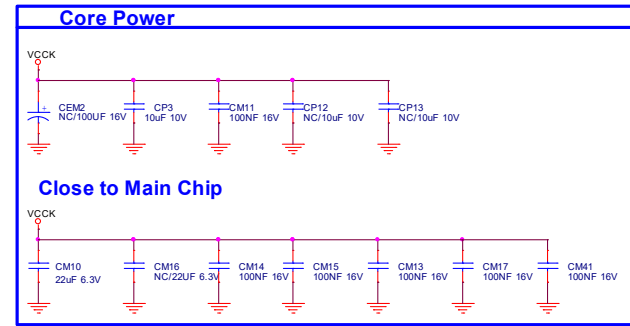 Core Power
VCCK
CEM2
NC/100UF 16V
CP3
10uF 10V
CM11
100NF 16V
CP12
NC/10uF 10V
CP13
NC/10uF 10V
Close to Main Chip
VCCK
CM10
22uF 6.3V
CM16
NC/22UF 6.3V
CM14
100NF 16V
CM15
100NF 16V
CM13
100NF 16V
CM17
100NF 16V
CM41
100NF 16V